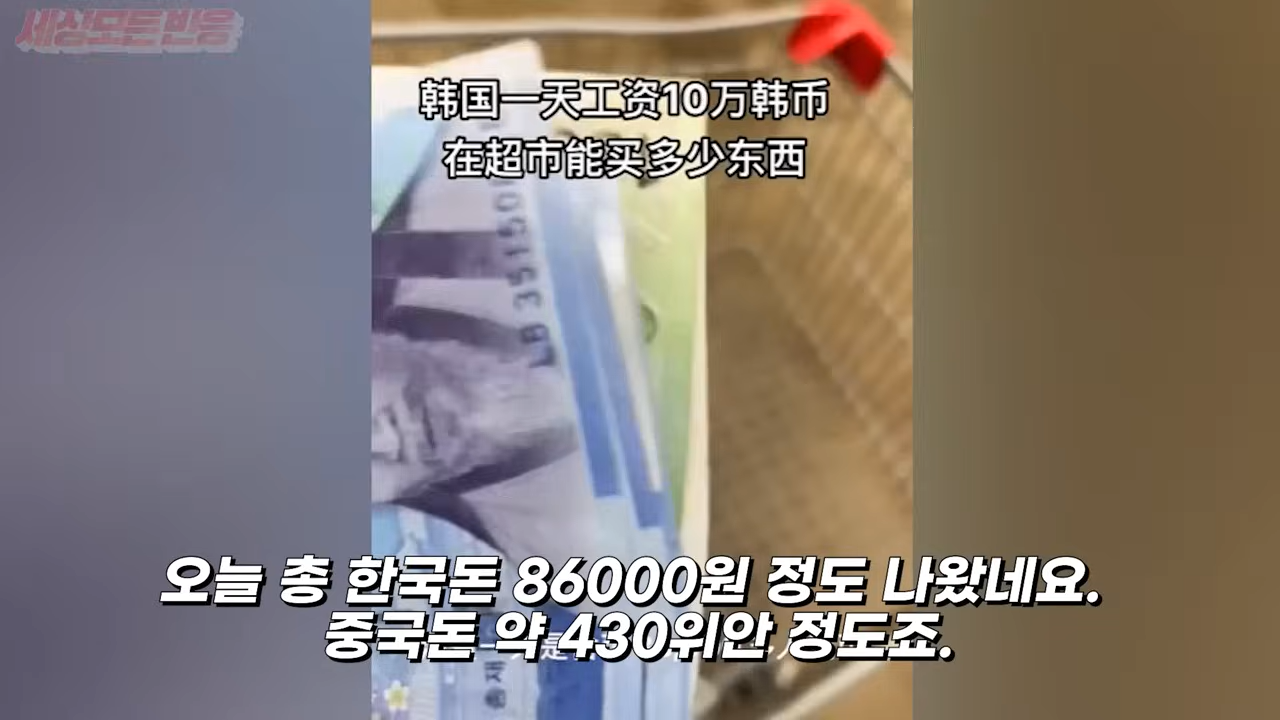 세상모든반응
韩国一天工资10万韩币
在超市能买多少东西
오늘 총 한국돈 86000원 정도 나왔네요.
중국돈 약 430위안 정도죠.